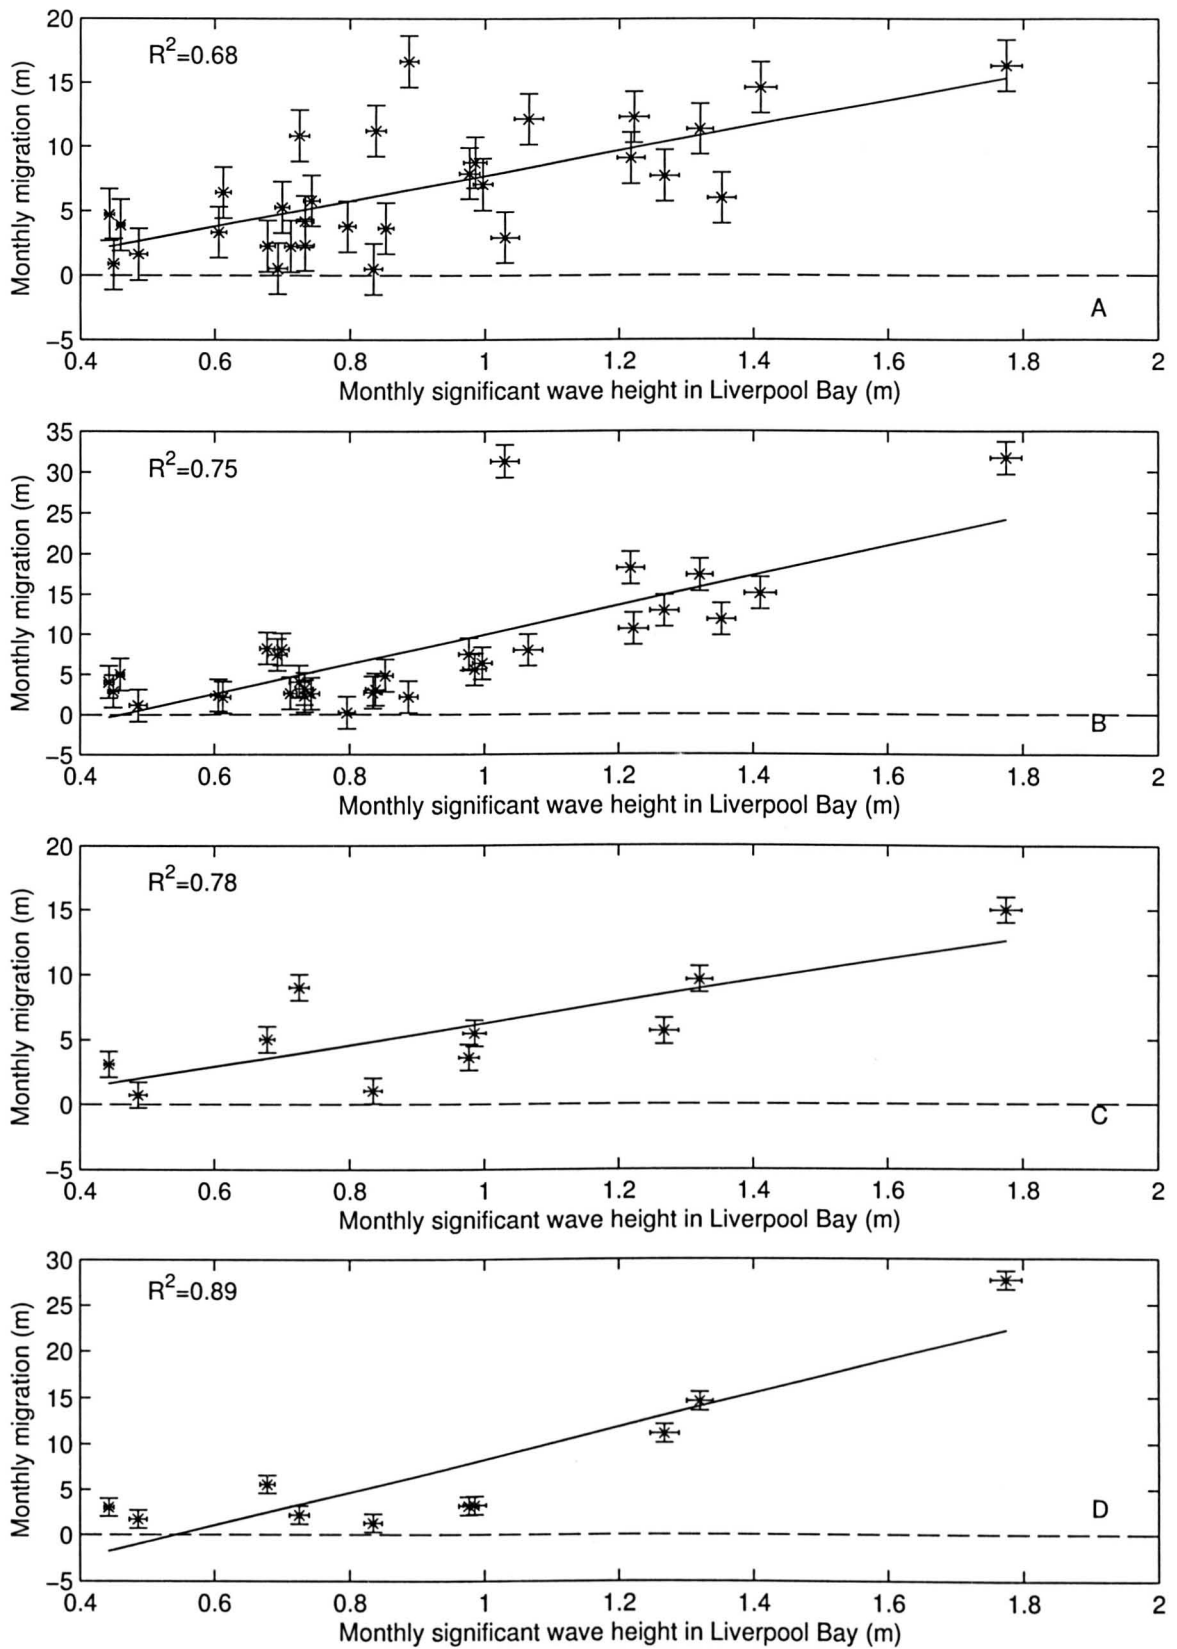 20
R²=0.68
15
10
5
0
A
−5
0.4 0.6 0.8 1 1.2 1.4 1.6 1.8 2
Monthly migration (m)
Monthly significant wave height in Liverpool Bay (m)
35
R²=0.75
30
25
20
15
10
5
0
B
−5
0.4 0.6 0.8 1 1.2 1.4 1.6 1.8 2
Monthly migration (m)
Monthly significant wave height in Liverpool Bay (m)
20
R²=0.78
15
10
5
0
C
−5
0.4 0.6 0.8 1 1.2 1.4 1.6 1.8 2
Monthly migration (m)
Monthly significant wave height in Liverpool Bay (m)
30
R²=0.89
25
20
15
10
5
D
0
−5
0.4 0.6 0.8 1 1.2 1.4 1.6 1.8 2
Monthly migration (m)
Monthly significant wave height in Liverpool Bay (m)